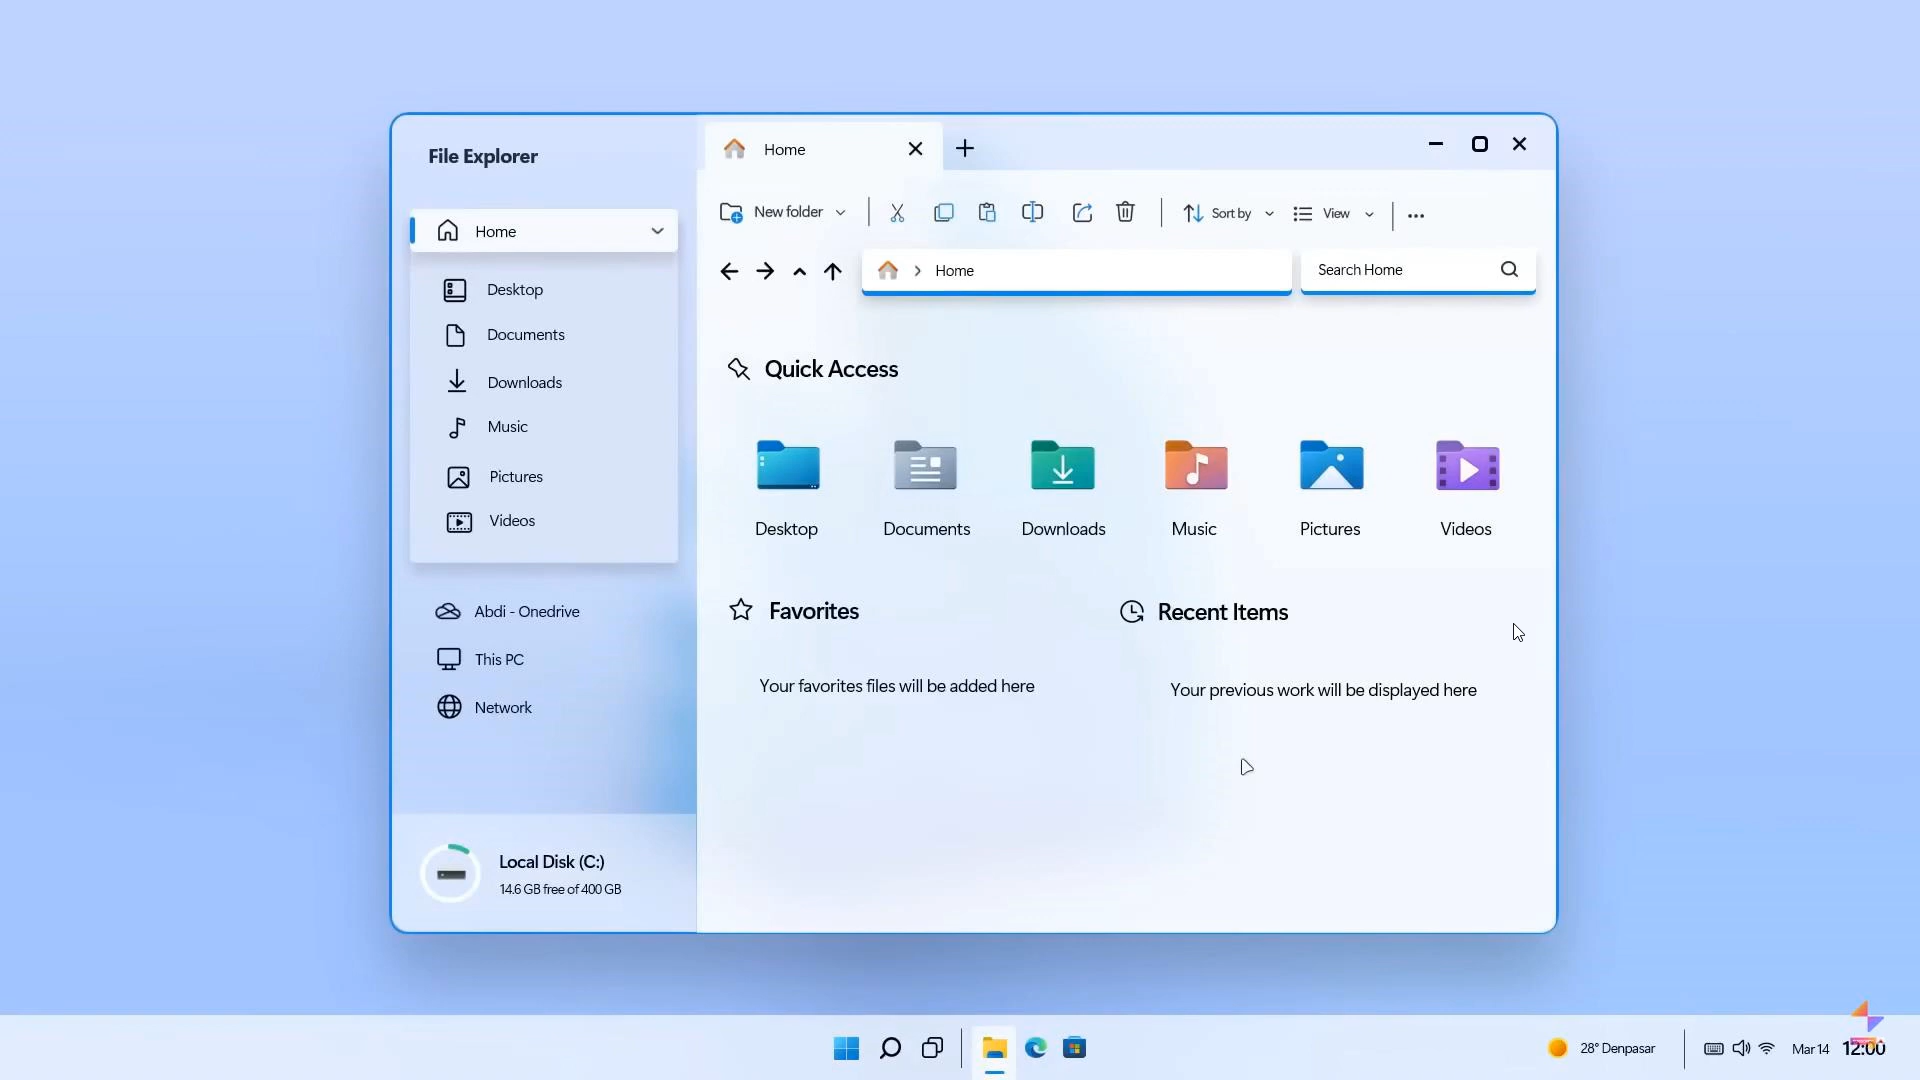 File Explorer
Home
Home
New folder
Sort by
View
Home
Search Home
Desktop
Documents
Downloads
Music
Pictures
Videos
Quick Access
Desktop
Documents
Downloads
Music
Pictures
Videos
Abdi - Onedrive
This PC
Network
Favorites
Your favorites files will be added here
Recent Items
Your previous work will be displayed here
Local Disk (C:)
14.6 GB free of 400 GB
28° Denpasar
Mar 14
12:00